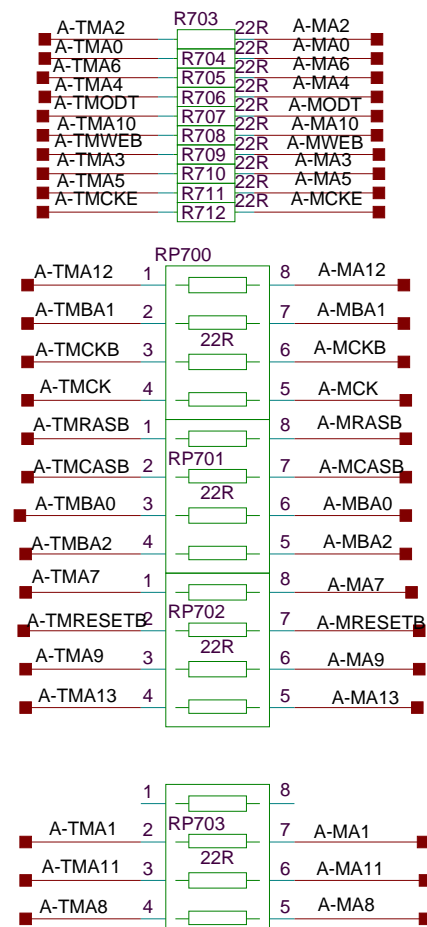 R703
A-TMA2 22R A-MA2
A-TMA0 R704 22R A-MA0
A-TMA6 R705 22R A-MA6
A-TMA4 R706 22R A-MA4
A-TMODT R707 22R A-MODT
A-TMA10 R708 22R A-MA10
A-TMWEB R709 22R A-MWEB
A-TMA3 R710 22R A-MA3
A-TMA5 R711 22R A-MA5
A-TMCKE R712 22R A-MCKE
RP700
A-TMA12 1 8 A-MA12
A-TMBA1 2 7 A-MBA1
22R
A-TMCKB 3 6 A-MCKB
A-TMCK 4 5 A-MCK
A-TMRASB 1 8 A-MRASB
A-TMCASB 2 RP701 7 A-MCASB
22R
A-TMBA0 3 6 A-MBA0
A-TMBA2 4 5 A-MBA2
A-TMA7 1 8 A-MA7
A-TMRESETB 2 RP702 7 A-MRESETB
22R
A-TMA9 3 6 A-MA9
A-TMA13 4 5 A-MA13
1 8
A-TMA1 2 RP703 7 A-MA1
22R
A-TMA11 3 6 A-MA11
A-TMA8 4 5 A-MA8